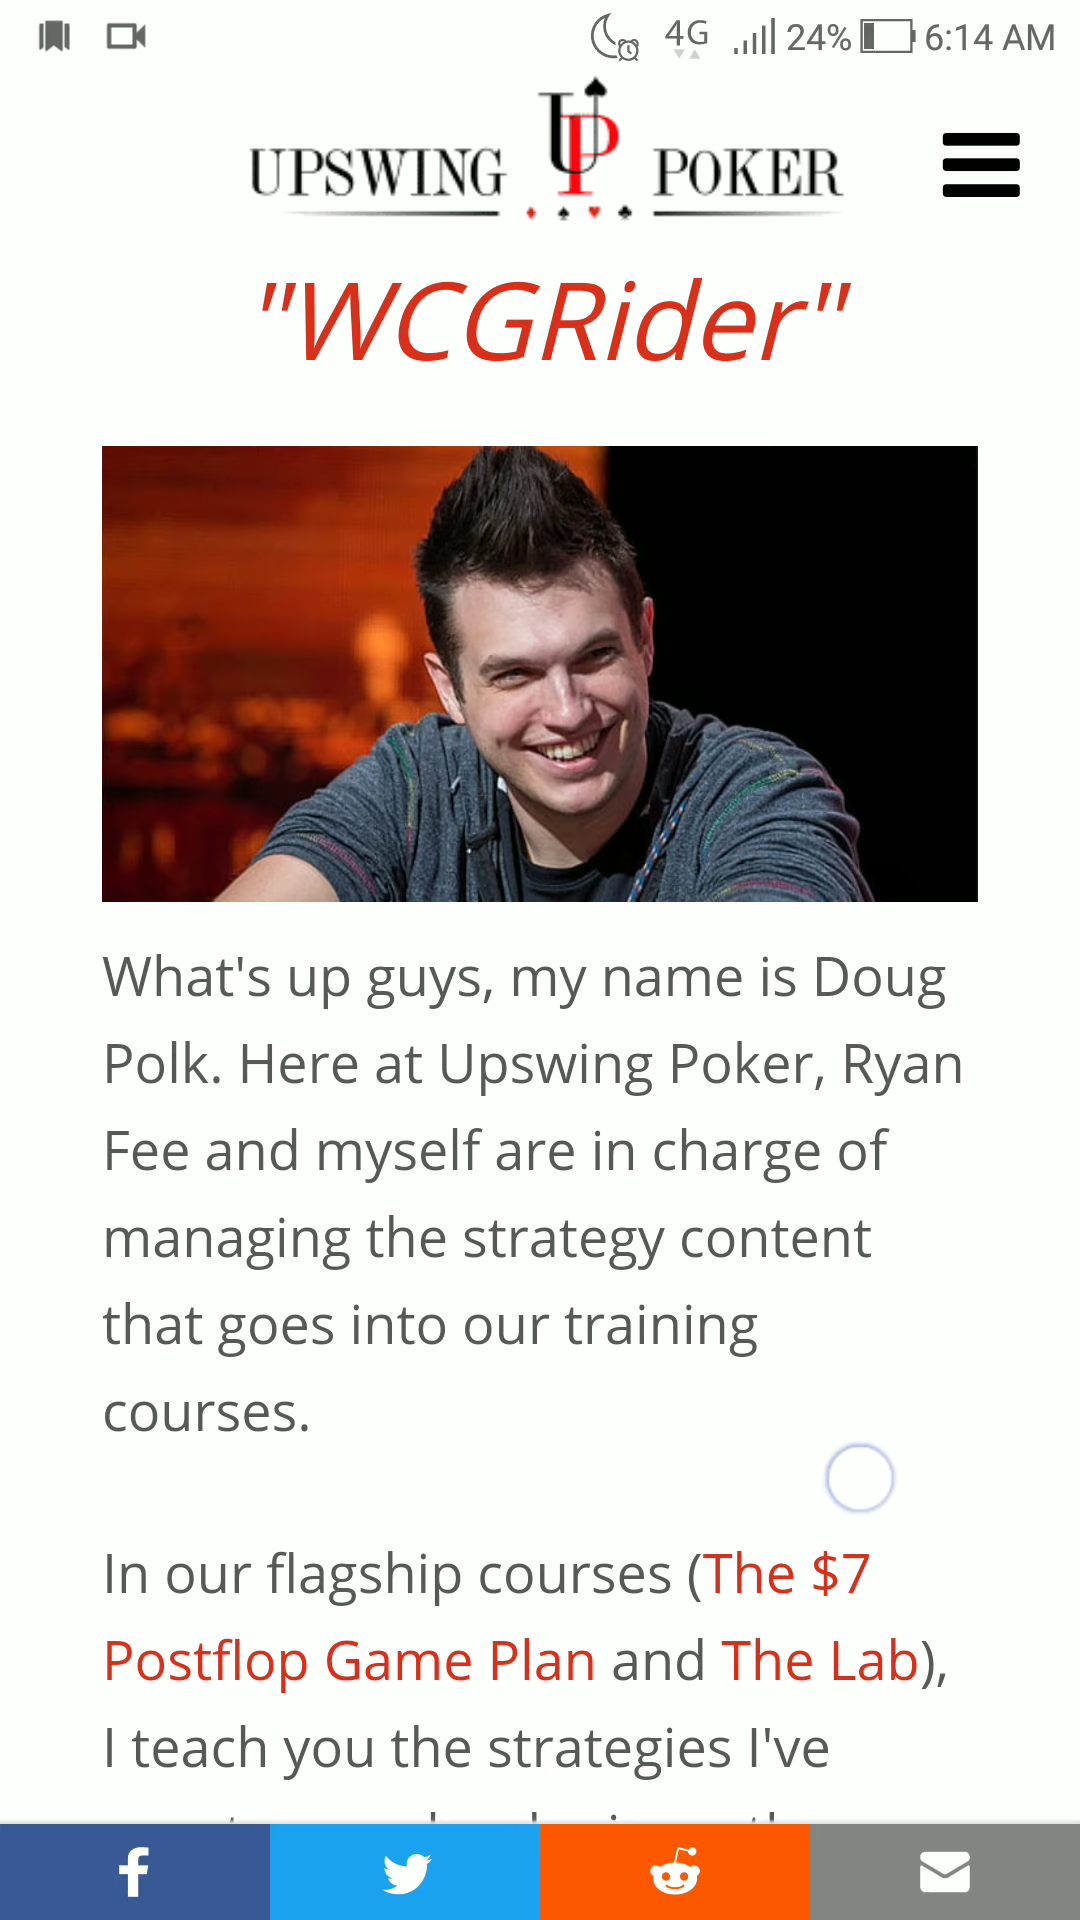 4G 24% 6:14 AM
UPSWING UP POKER
"WCGRider"
What's up guys, my name is Doug
Polk. Here at Upswing Poker, Ryan
Fee and myself are in charge of
managing the strategy content
that goes into our training
courses.
In our flagship courses (The $7
Postflop Game Plan and The Lab),
I teach you the strategies I've